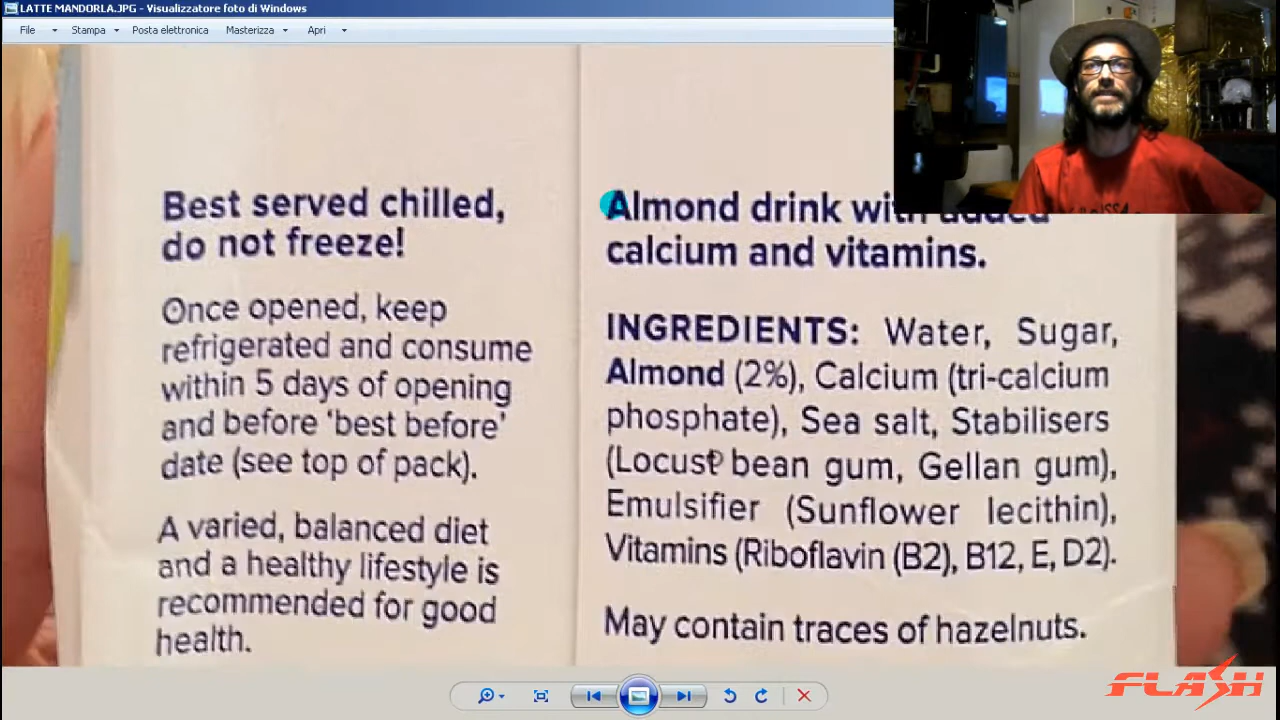 LATTE MANDORLA.JPG - Visualizzatore foto di Windows
File Stampa Posta elettronica Masterizza Apri
Best served chilled,
do not freeze!
Once opened, keep
refrigerated and consume
within 5 days of opening
and before ‘best before’
date (see top of pack).
A varied, balanced diet
and a healthy lifestyle is
recommended for good
health.
Almond drink with added
calcium and vitamins.
INGREDIENTS: Water, Sugar,
Almond (2%), Calcium (tri-calcium
phosphate), Sea salt, Stabilisers
(Locust bean gum, Gellan gum),
Emulsifier (Sunflower lecithin),
Vitamins (Riboflavin (B2), B12, E, D2).
May contain traces of hazelnuts.
FLASH